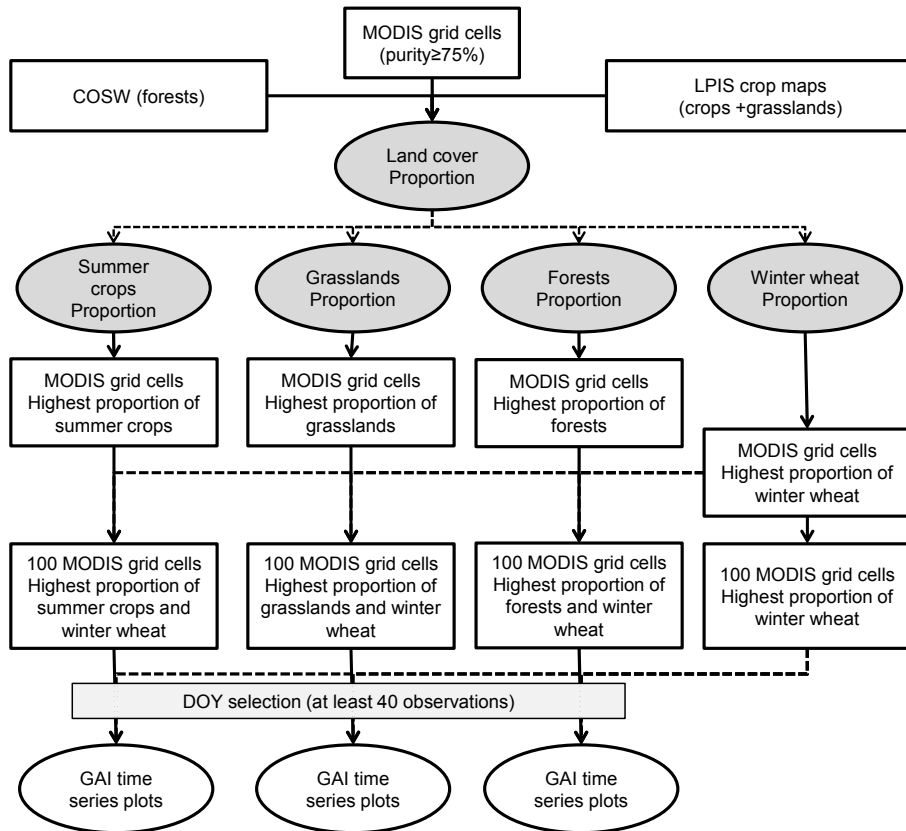 MODIS grid cells
(purity≥75%)
COSW (forests)
LPIS crop maps
(crops +grasslands)
Land cover
Proportion
Summer
crops
Proportion
Grasslands
Proportion
Forests
Proportion
Winter wheat
Proportion
MODIS grid cells
Highest proportion of
summer crops
MODIS grid cells
Highest proportion of
grasslands
MODIS grid cells
Highest proportion of
forests
MODIS grid cells
Highest proportion of
winter wheat
100 MODIS grid cells
Highest proportion of
summer crops and
winter wheat
100 MODIS grid cells
Highest proportion of
grasslands and winter
wheat
100 MODIS grid cells
Highest proportion of
forests and winter
wheat
100 MODIS grid cells
Highest proportion of
winter wheat
DOY selection (at least 40 observations)
GAI time
series plots
GAI time
series plots
GAI time
series plots